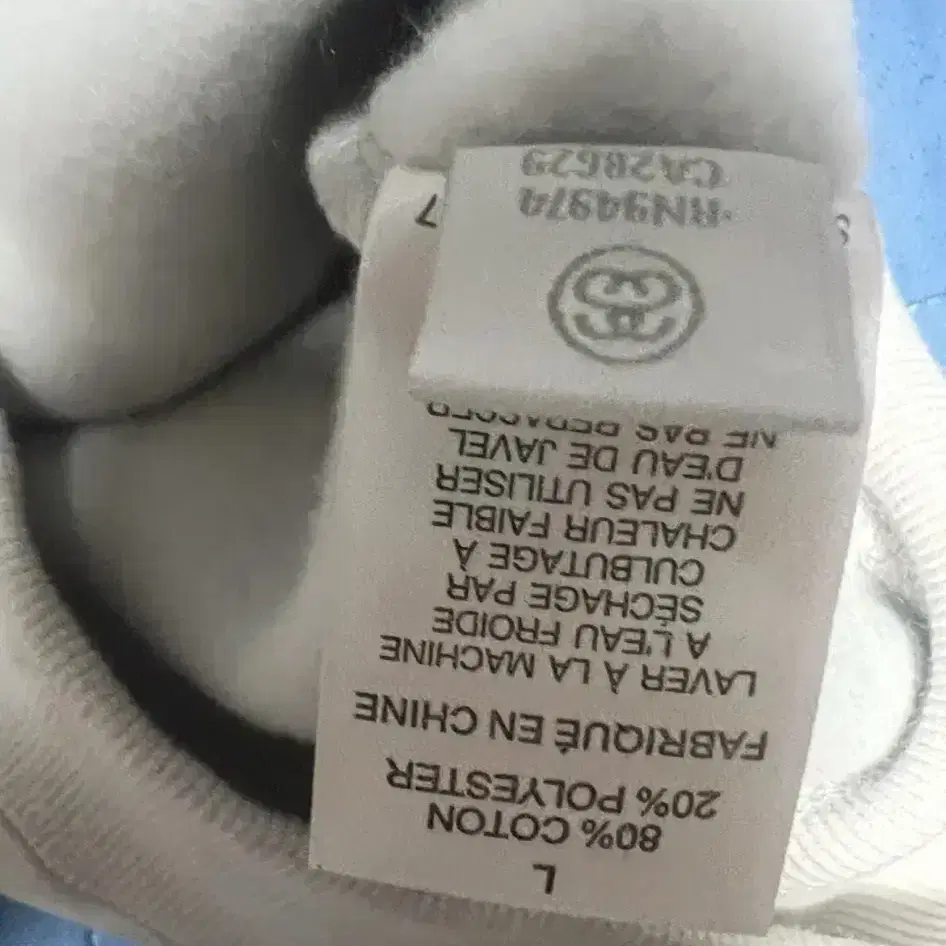 L
80% COTON
20% POLYESTER
FABRIQUÉ EN CHINE
LAVER À LA MACHINE
A L'EAU FROIDE
SÉCHAGE PAR
CULBUTAGE À
CHALEUR FAIBLE
NE PAS UTILISER
D'EAU DE JAVEL
NE PAS REPASSER
RN94974
CA28629